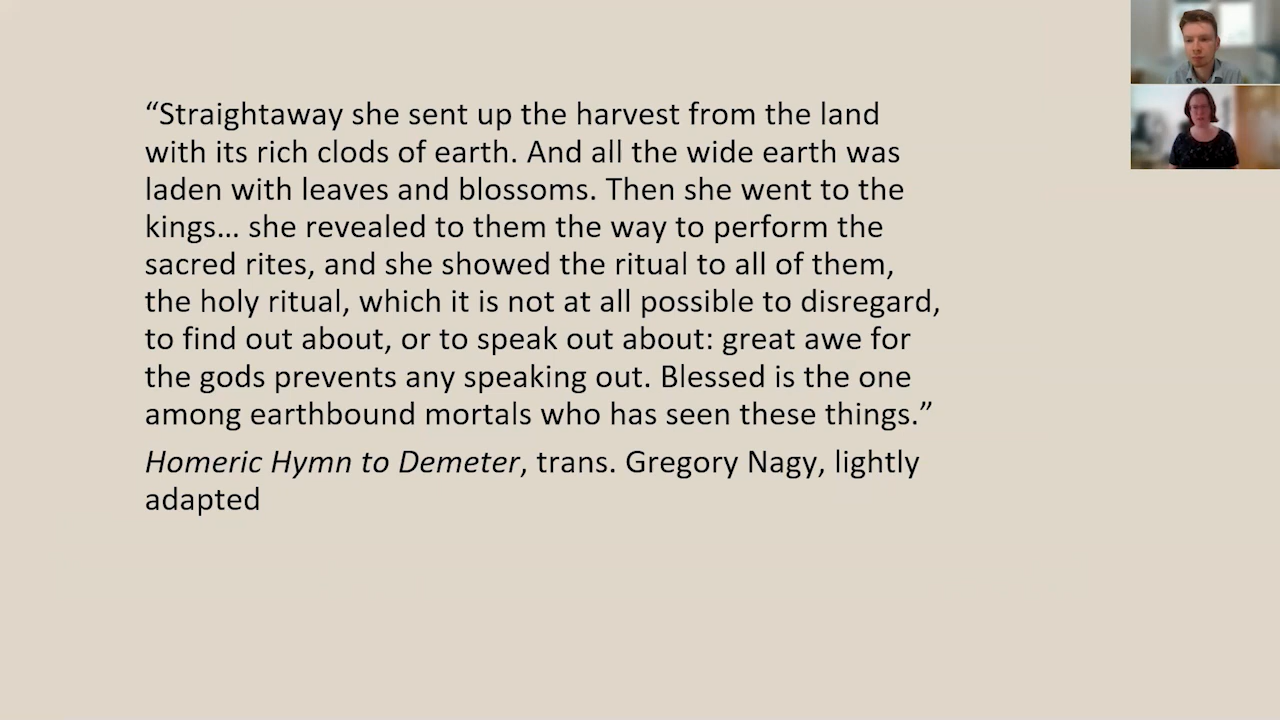 “Straightaway she sent up the harvest from the land
with its rich clods of earth. And all the wide earth was
laden with leaves and blossoms. Then she went to the
kings… she revealed to them the way to perform the
sacred rites, and she showed the ritual to all of them,
the holy ritual, which it is not at all possible to disregard,
to find out about, or to speak out about: great awe for
the gods prevents any speaking out. Blessed is the one
among earthbound mortals who has seen these things.”
Homeric Hymn to Demeter, trans. Gregory Nagy, lightly
adapted